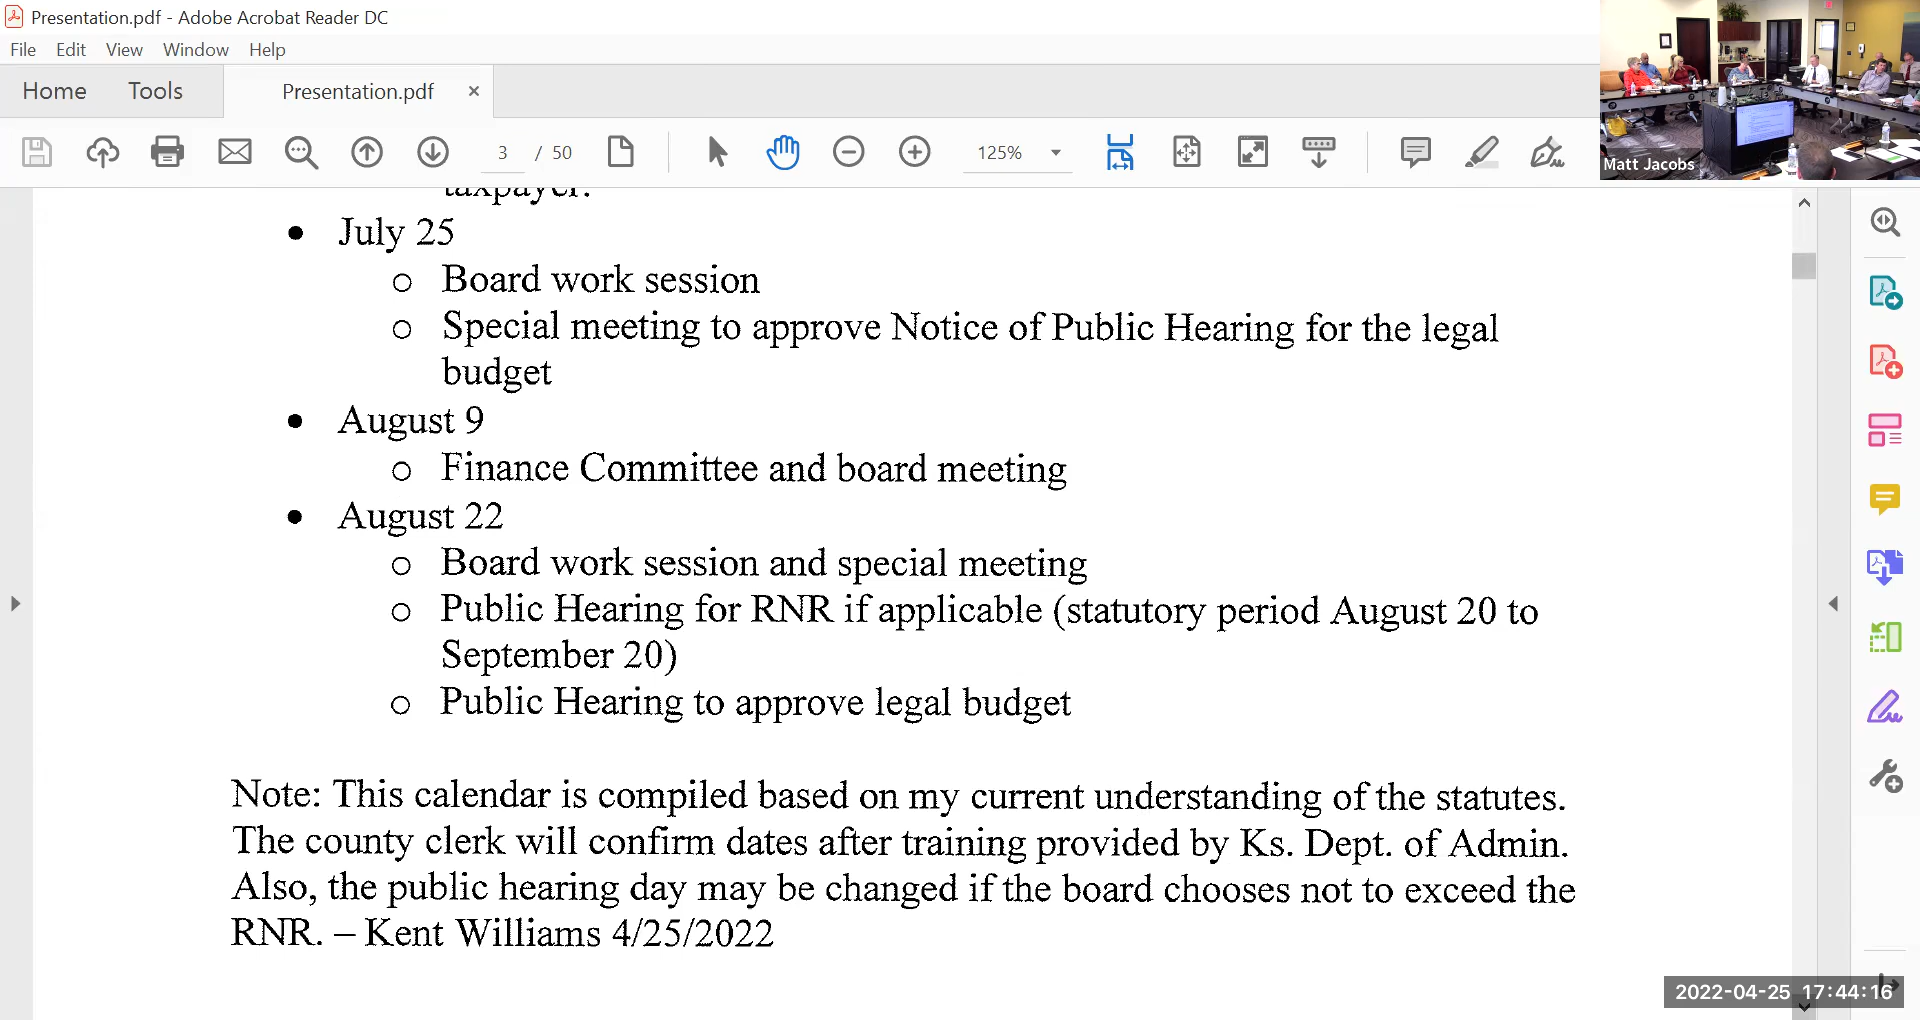 Presentation.pdf - Adobe Acrobat Reader DC
File Edit View Window Help
Home Tools Presentation.pdf ×
3 / 50 125%
Matt Jacobs
taxpayer.
• July 25
o Board work session
o Special meeting to approve Notice of Public Hearing for the legal
budget
• August 9
o Finance Committee and board meeting
• August 22
o Board work session and special meeting
o Public Hearing for RNR if applicable (statutory period August 20 to
September 20)
o Public Hearing to approve legal budget
Note: This calendar is compiled based on my current understanding of the statutes.
The county clerk will confirm dates after training provided by Ks. Dept. of Admin.
Also, the public hearing day may be changed if the board chooses not to exceed the
RNR. – Kent Williams 4/25/2022
2022-04-25 17:44:16